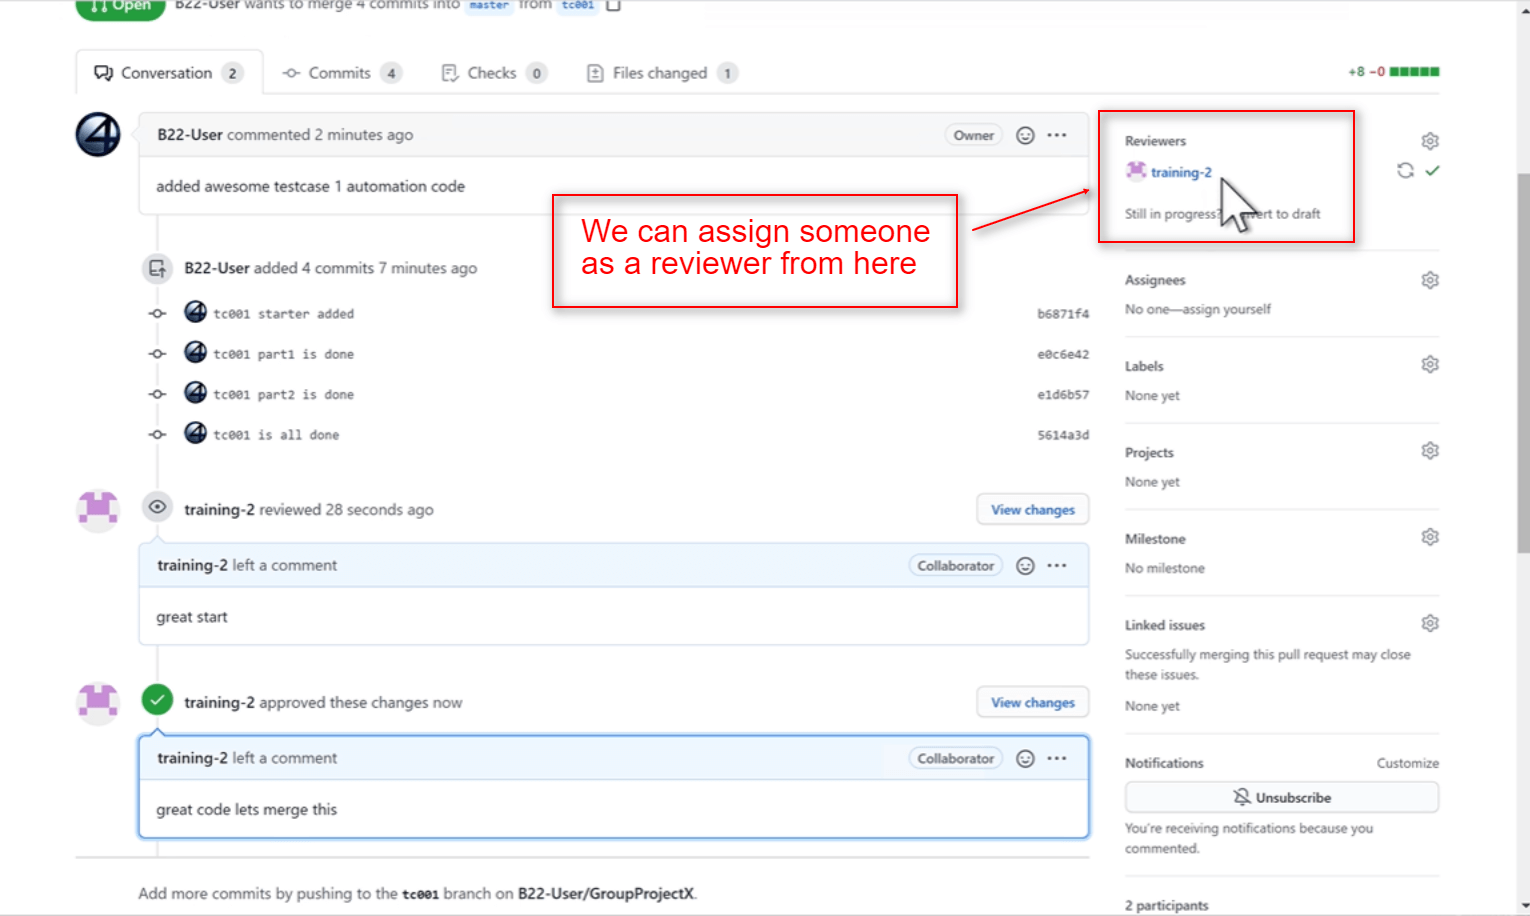 Open B22-User wants to merge 4 commits into master from tc001
Conversation 2 Commits 4 Checks 0 Files changed 1 +8 −0
B22-User commented 2 minutes ago Owner
added awesome testcase 1 automation code
B22-User added 4 commits 7 minutes ago
tc001 starter added b6871f4
tc001 part1 is done e0c6e42
tc001 part2 is done e1d6b57
tc001 is all done 5614a3d
training-2 reviewed 28 seconds ago View changes
training-2 left a comment Collaborator
great start
training-2 approved these changes now View changes
training-2 left a comment Collaborator
great code lets merge this
Add more commits by pushing to the tc001 branch on B22-User/GroupProjectX.
We can assign someone
as a reviewer from here
Reviewers
training-2
Still in progress? to draft
Assignees
No one—assign yourself
Labels
None yet
Projects
None yet
Milestone
No milestone
Linked issues
Successfully merging this pull request may close
these issues.
None yet
Notifications Customize
Unsubscribe
You're receiving notifications because you
commented.
2 participants